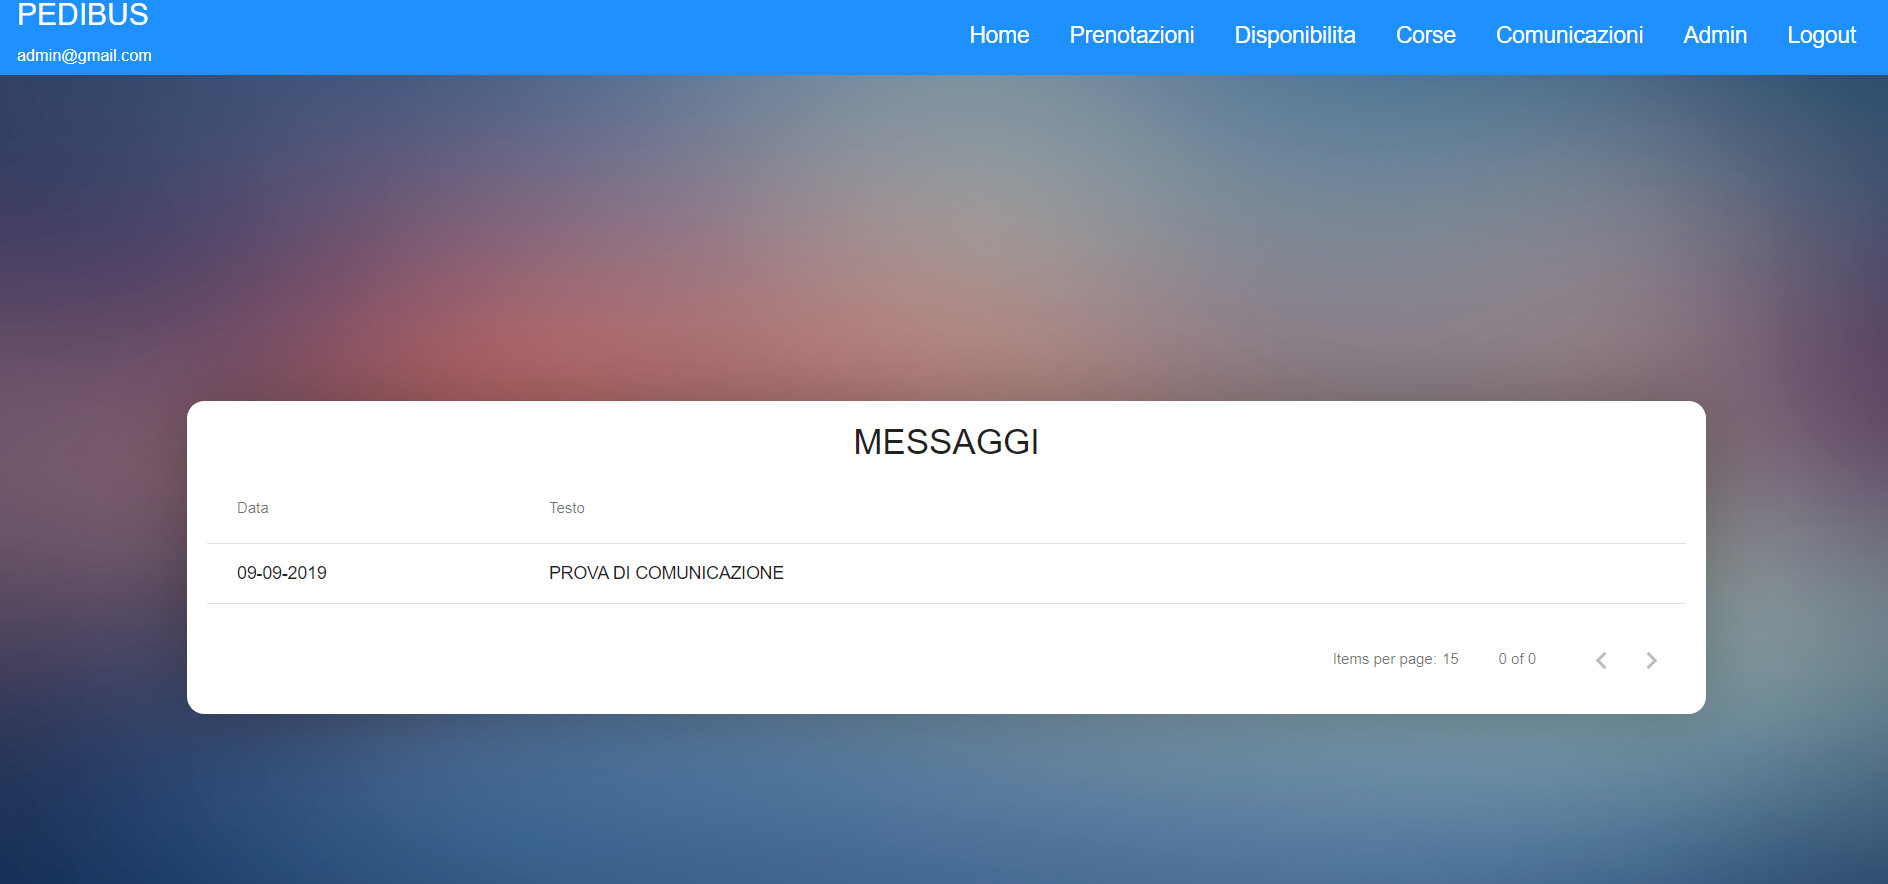 PEDIBUS
admin@gmail.com
Home Prenotazioni Disponibilita Corse Comunicazioni Admin Logout
MESSAGGI
Data Testo
09-09-2019 PROVA DI COMUNICAZIONE
Items per page: 15 0 of 0